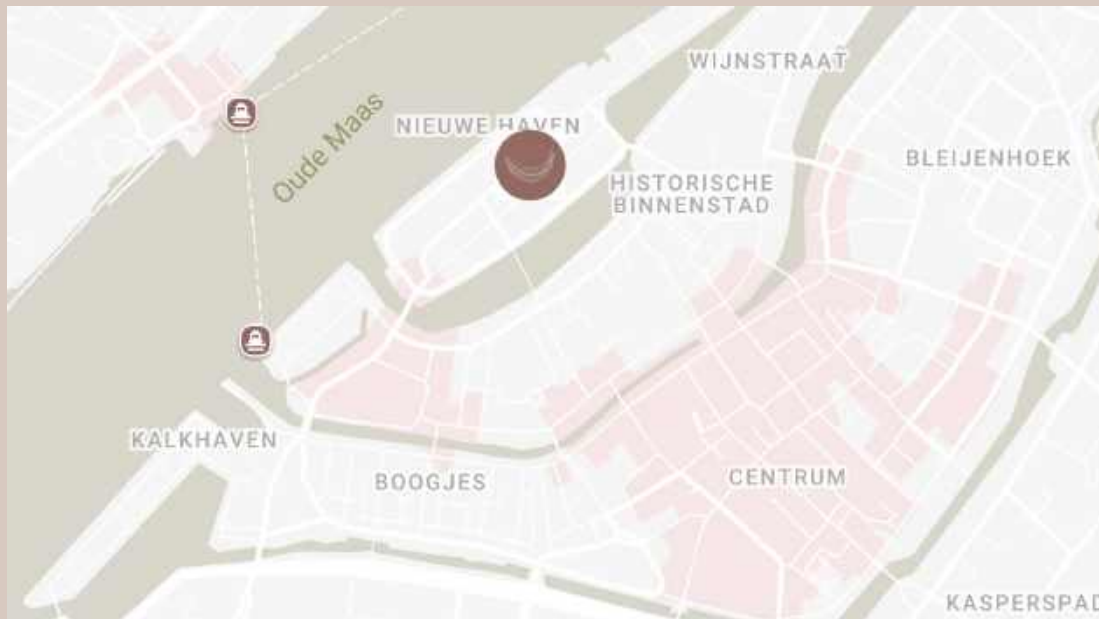 WIJNSTRAAT
Oude Maas
NIEUWE HAVEN
BLEIJENHOEK
HISTORISCHE
BINNENSTAD
KALKHAVEN
BOOGJES
CENTRUM
KASPERSPAD